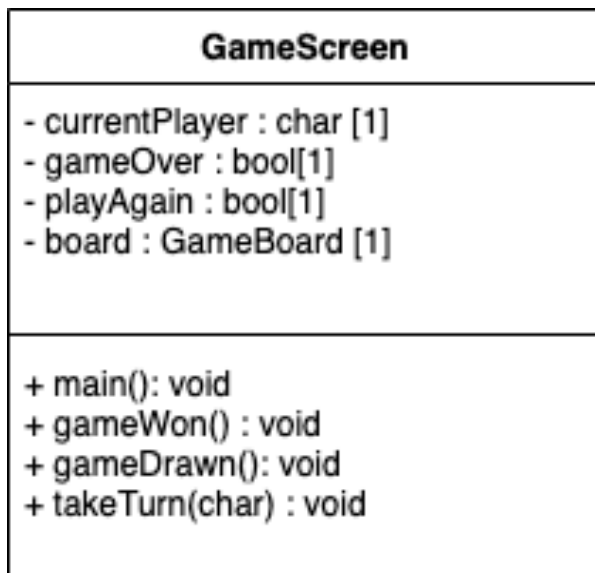 GameScreen
- currentPlayer : char [1]
- gameOver : bool[1]
- playAgain : bool[1]
- board : GameBoard [1]
+ main(): void
+ gameWon() : void
+ gameDrawn(): void
+ takeTurn(char) : void